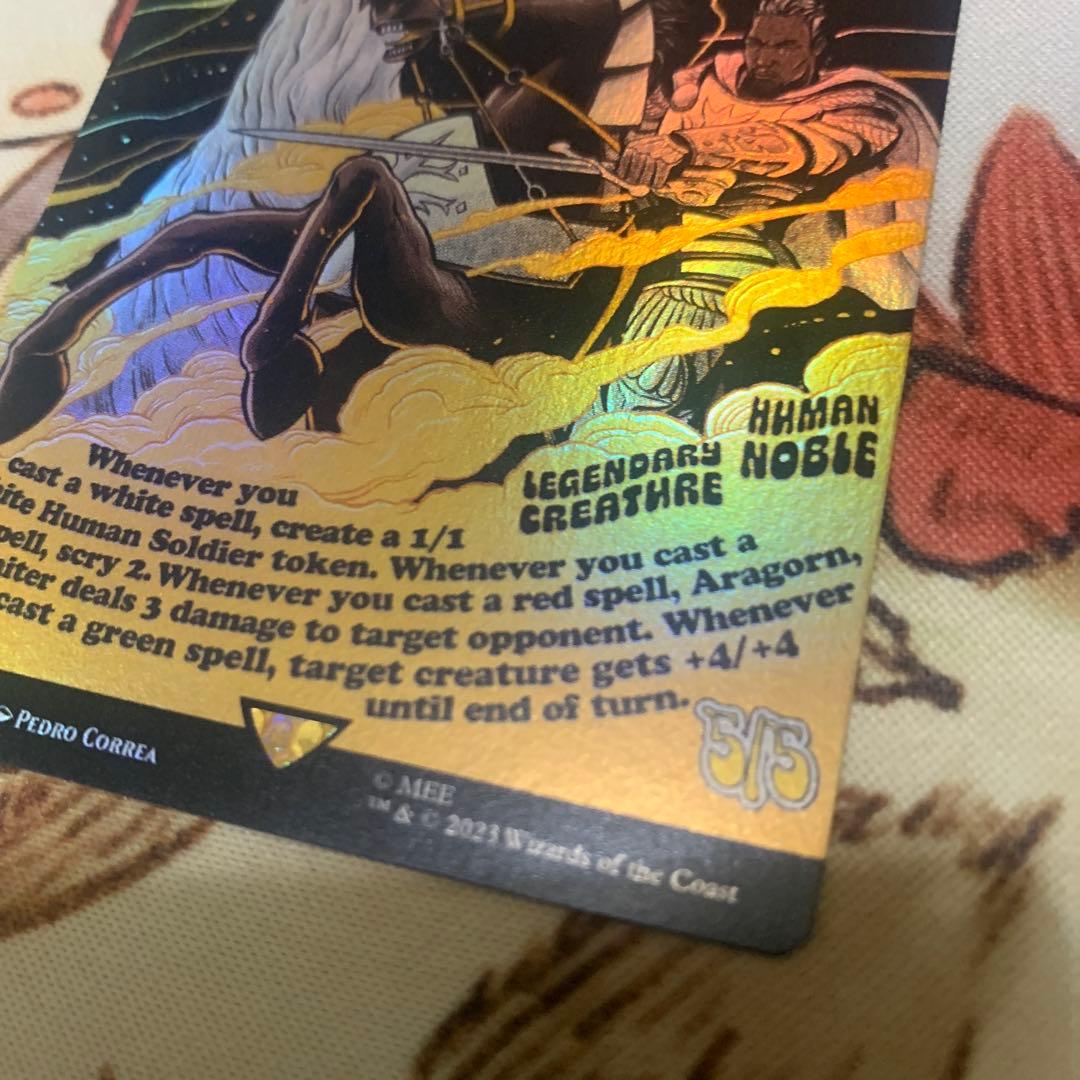 HUMAN
NOBLE
LEGENDARY
CREATURE
Whenever you
cast a white spell, create a 1/1
ite Human Soldier token. Whenever you cast a
pell, scry 2. Whenever you cast a red spell, Aragorn,
niter deals 3 damage to target opponent. Whenever
cast a green spell, target creature gets +4/+4
until end of turn.
5/5
PEDRO CORREA
© MEE
™ & © 2023 Wizards of the Coast